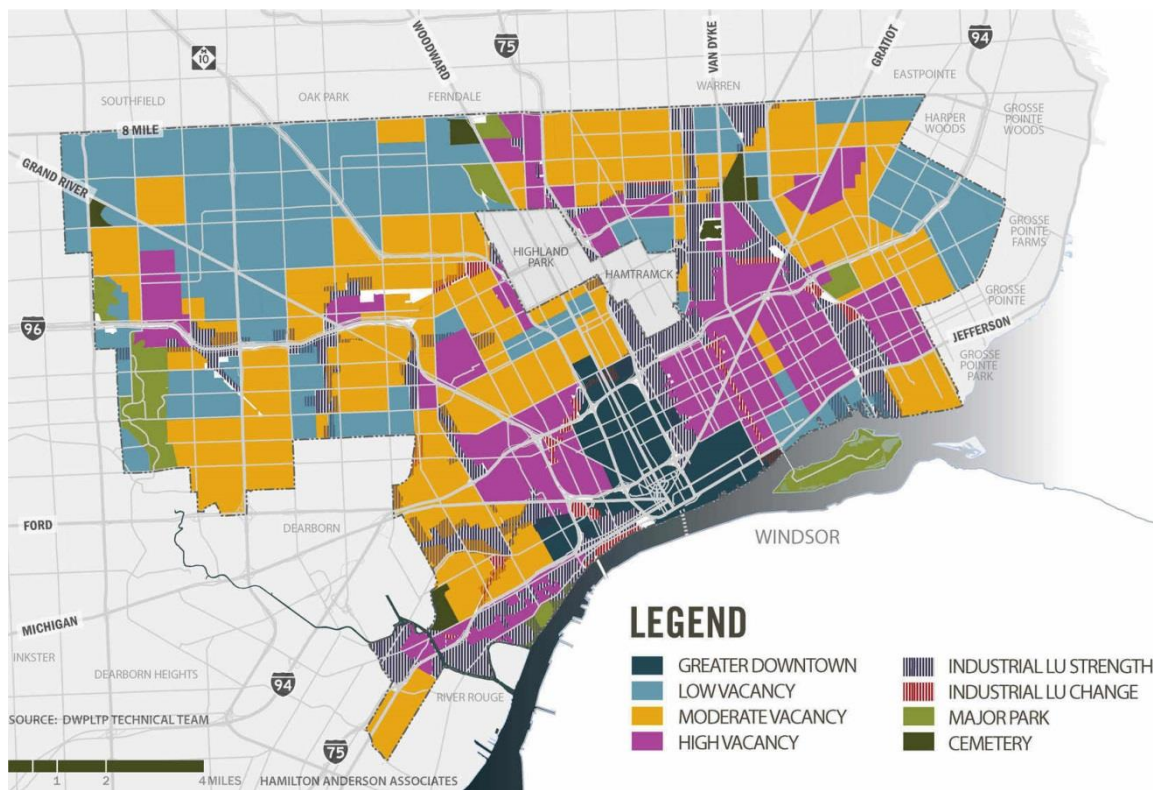 M
10
WOODWARD
75
VAN DYKE
GRATIOT
94
EASTPOINTE
SOUTHFIELD
OAK PARK
FERNDALE
WARREN
HARPER
WOODS
GROSSE
POINTE
WOODS
8 MILE
GRAND RIVER
GROSSE
POINTE
FARMS
HIGHLAND
PARK
HAMTRAMCK
GROSSE
POINTE
96
JEFFERSON
GROSSE
POINTE
PARK
FORD
DEARBORN
WINDSOR
MICHIGAN
INKSTER
DEARBORN HEIGHTS
94
RIVER ROUGE
SOURCE: DWPLTP TECHNICAL TEAM
75
1 2 4 MILES
HAMILTON ANDERSON ASSOCIATES
LEGEND
GREATER DOWNTOWN
LOW VACANCY
MODERATE VACANCY
HIGH VACANCY
INDUSTRIAL LU STRENGTH
INDUSTRIAL LU CHANGE
MAJOR PARK
CEMETERY